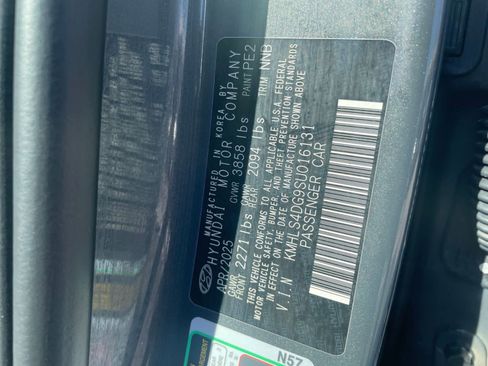 MANUFACTURED IN KOREA BY
HYUNDAI MOTOR COMPANY
APR/2025 GVWR 3858 lbs PAINT PE2
GAWR FRONT 2271 lbs GAWR REAR 2094 lbs TRIM NNB
THIS VEHICLE CONFORMS TO ALL APPLICABLE U.S.A. FEDERAL
MOTOR VEHICLE SAFETY, BUMPER, AND THEFT PREVENTION STANDARDS
IN EFFECT ON THE DATE OF MANUFACTURE SHOWN ABOVE
V.I.N KMHLS4DG9SU016131
PASSENGER CAR
N57